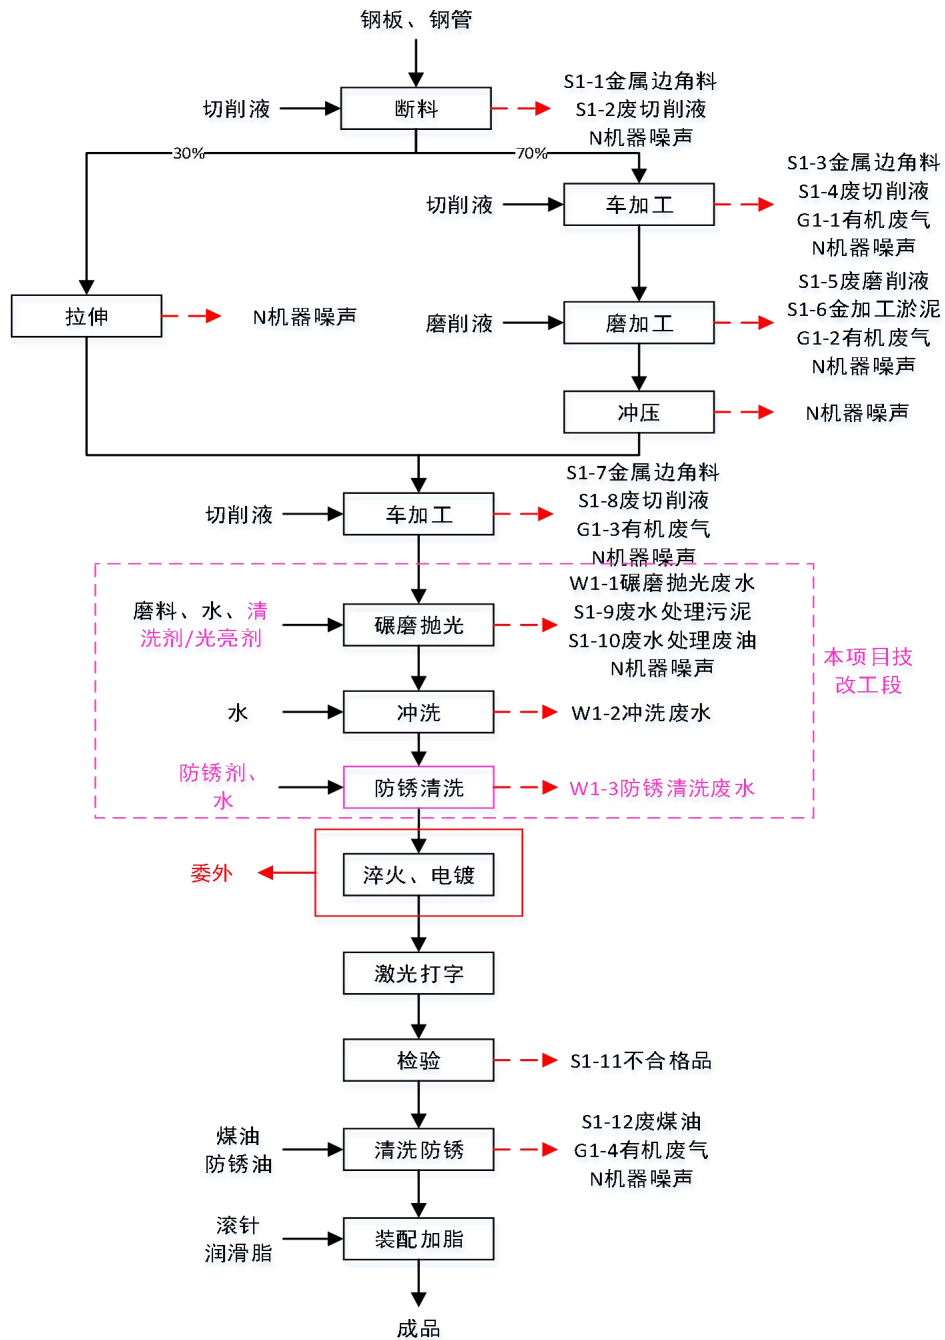 钢板、钢管
切削液
断料
S1-1金属边角料
S1-2废切削液
N机器噪声
30%
70%
切削液
车加工
S1-3金属边角料
S1-4废切削液
G1-1有机废气
N机器噪声
拉伸
N机器噪声
磨削液
磨加工
S1-5废磨削液
S1-6金加工淤泥
G1-2有机废气
N机器噪声
冲压
N机器噪声
切削液
车加工
S1-7金属边角料
S1-8废切削液
G1-3有机废气
N机器噪声
磨料、水、清
洗剂/光亮剂
碾磨抛光
W1-1碾磨抛光废水
S1-9废水处理污泥
S1-10废水处理废油
N机器噪声
本项目技
改工段
水
冲洗
W1-2冲洗废水
防锈剂、
水
防锈清洗
W1-3防锈清洗废水
委外
淬火、电镀
激光打字
检验
S1-11不合格品
煤油
防锈油
清洗防锈
S1-12废煤油
G1-4有机废气
N机器噪声
滚针
润滑脂
装配加脂
成品